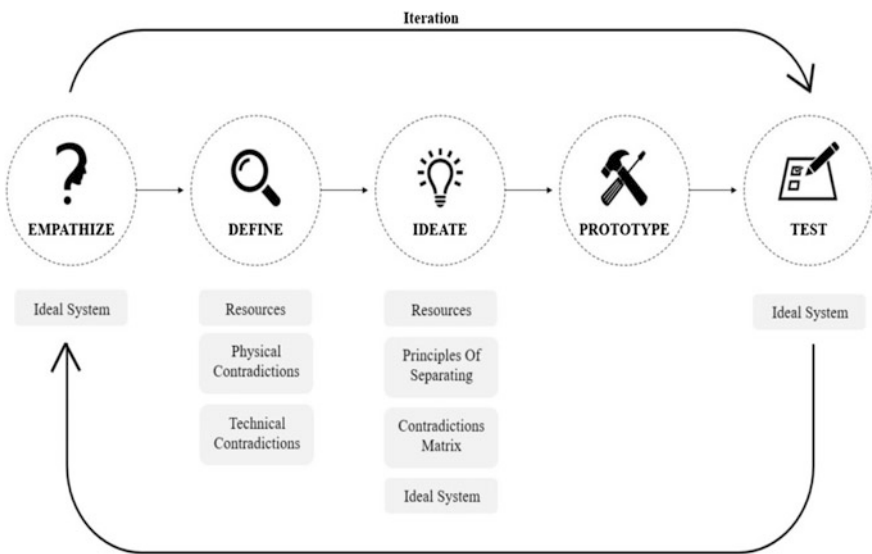 Iteration
EMPATHIZE
DEFINE
IDEATE
PROTOTYPE
TEST
Ideal System
Resources
Physical
Contradictions
Technical
Contradictions
Resources
Principles Of
Separating
Contradictions
Matrix
Ideal System
Ideal System